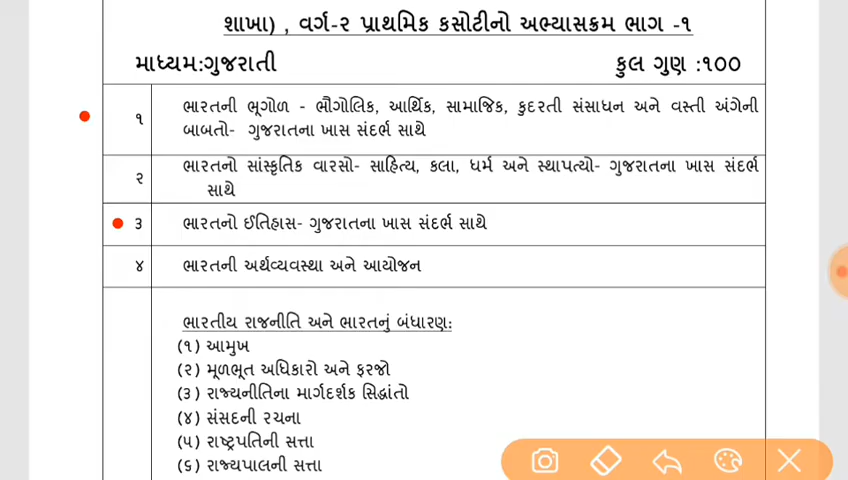 શાખા) , વર્ગ-૨ પ્રાથમિક કસોટીનો અભ્યાસક્રમ ભાગ -૧
માધ્યમ:ગુજરાતી કુલ ગુણ :૧૦૦
૧ ભારતની ભૂગોળ - ભૌગોલિક, આર્થિક, સામાજિક, કુદરતી સંસાધન અને વસ્તી અંગેની
બાબતો- ગુજરાતના ખાસ સંદર્ભ સાથે
૨ ભારતનો સાંસ્કૃતિક વારસો- સાહિત્ય, કલા, ધર્મ અને સ્થાપત્યો- ગુજરાતના ખાસ સંદર્ભ
સાથે
૩ ભારતનો ઈતિહાસ- ગુજરાતના ખાસ સંદર્ભ સાથે
૪ ભારતની અર્થવ્યવસ્થા અને આયોજન
ભારતીય રાજનીતિ અને ભારતનું બંધારણ:
(૧) આમુખ
(૨) મૂળભૂત અધિકારો અને ફરજો
(૩) રાજ્યનીતિના માર્ગદર્શક સિદ્ધાંતો
(૪) સંસદની રચના
(૫) રાષ્ટ્રપતિની સત્તા
(૬) રાજ્યપાલની સત્તા